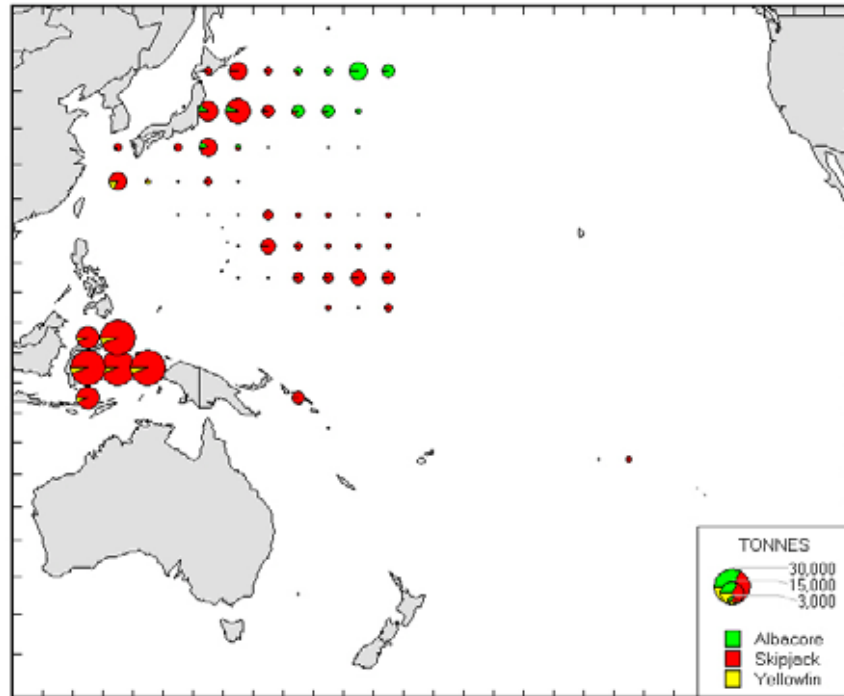 TONNES
30,000
15,000
3,000
Albacore
Skipjack
Yellowfin